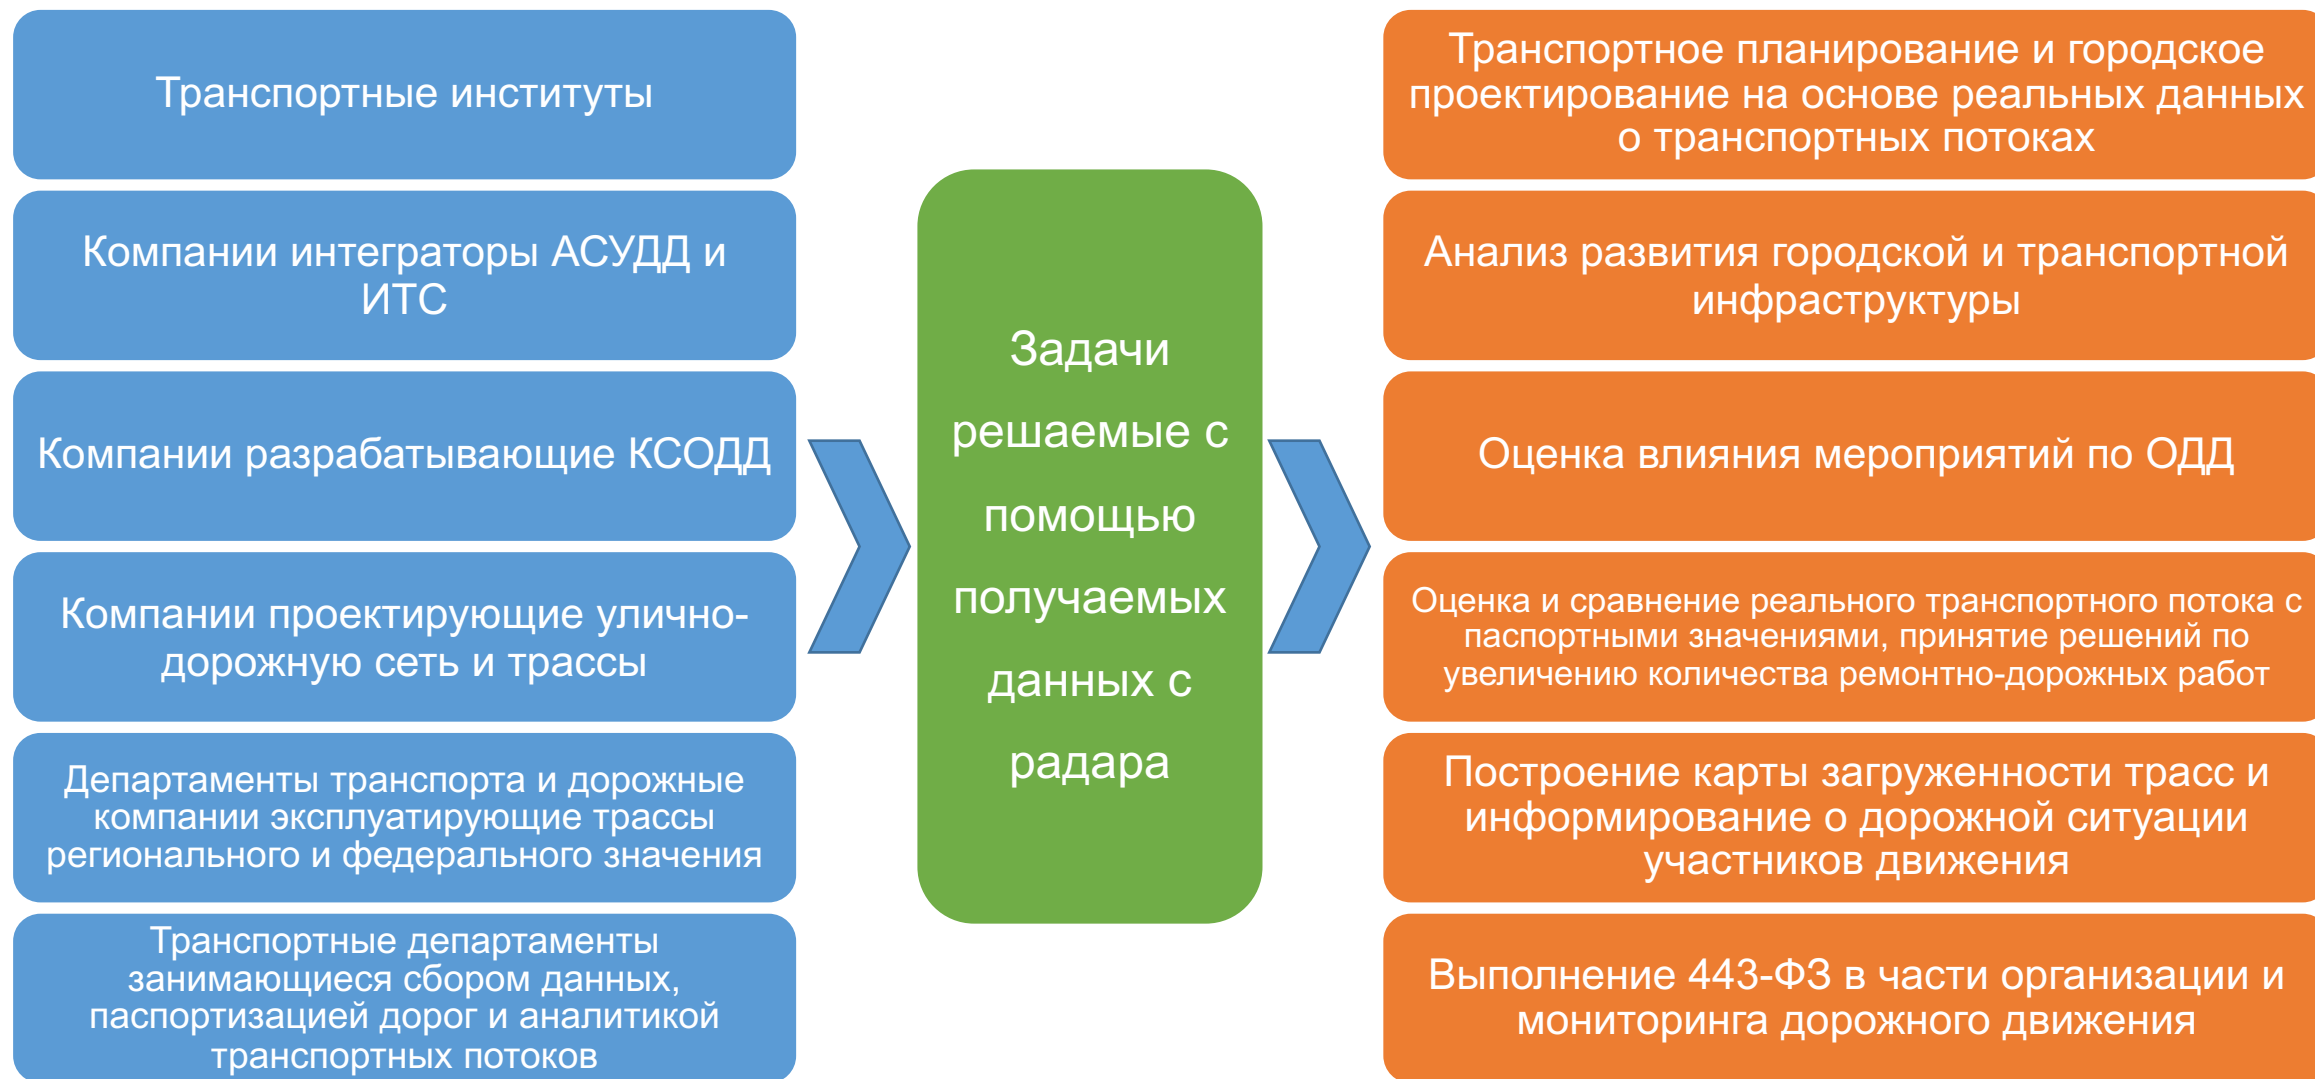 Транспортные институты
Компании интеграторы АСУДД и
ИТС
Компании разрабатывающие КСОДД
Компании проектирующие улично-
дорожную сеть и трассы
Департаменты транспорта и дорожные
компании эксплуатирующие трассы
регионального и федерального значения
Транспортные департаменты
занимающиеся сбором данных,
паспортизацией дорог и аналитикой
транспортных потоков
Задачи
решаемые с
помощью
получаемых
данных с
радара
Транспортное планирование и городское
проектирование на основе реальных данных
о транспортных потоках
Анализ развития городской и транспортной
инфраструктуры
Оценка влияния мероприятий по ОДД
Оценка и сравнение реального транспортного потока с
паспортными значениями, принятие решений по
увеличению количества ремонтно-дорожных работ
Построение карты загруженности трасс и
информирование о дорожной ситуации
участников движения
Выполнение 443-ФЗ в части организации и
мониторинга дорожного движения